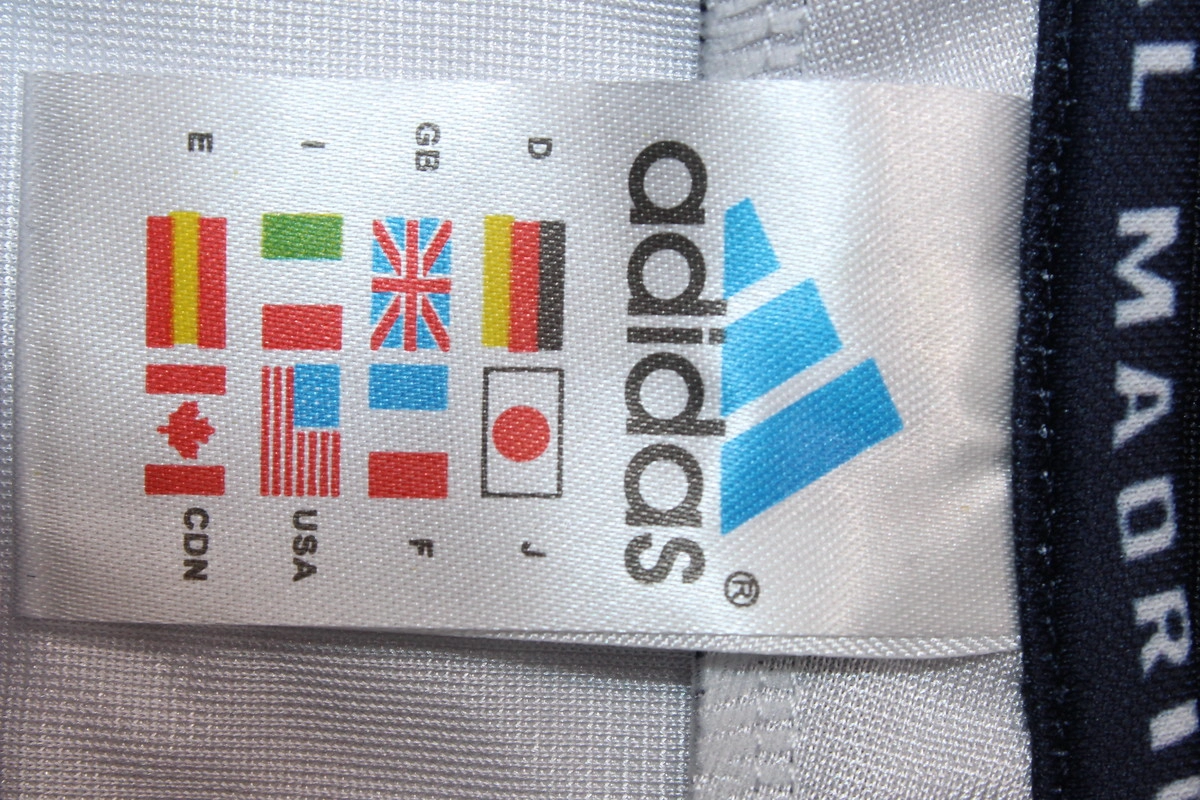 L MADRI
adidas®
D J
GB F
I USA
E CDN